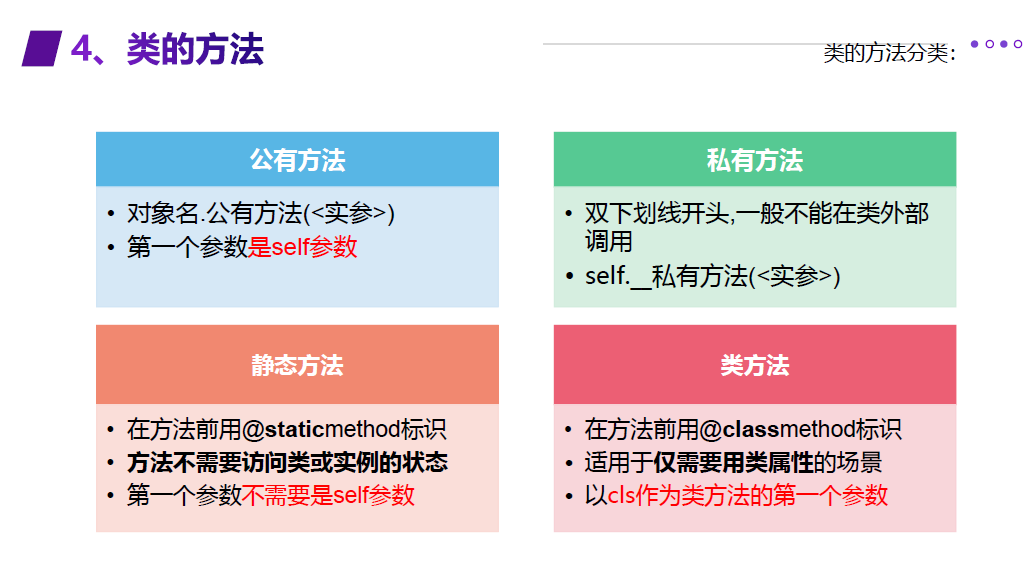 4、类的方法
类的方法分类：
公有方法
• 对象名.公有方法(<实参>)
• 第一个参数是self参数
私有方法
• 双下划线开头,一般不能在类外部
调用
• self.__私有方法(<实参>)
静态方法
• 在方法前用@staticmethod标识
• 方法不需要访问类或实例的状态
• 第一个参数不需要是self参数
类方法
• 在方法前用@classmethod标识
• 适用于仅需要用类属性的场景
• 以cls作为类方法的第一个参数